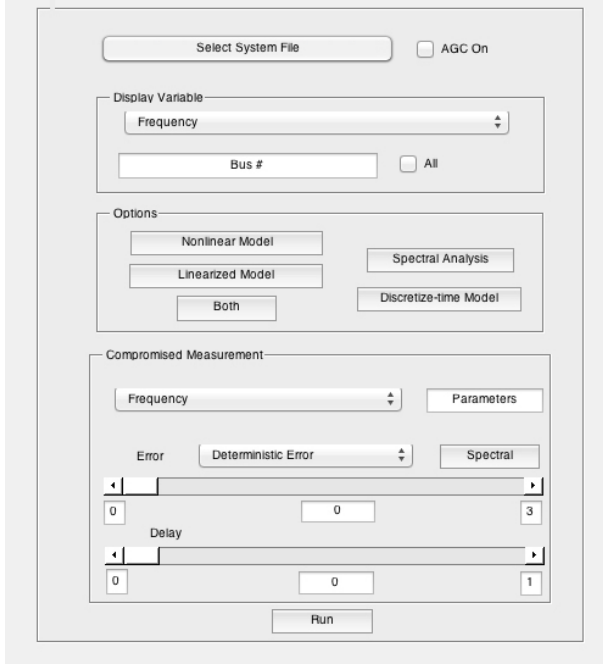 Select System File
AGC On
Display Variable
Frequency
Bus #
All
Options
Nonlinear Model
Spectral Analysis
Linearized Model
Discretize-time Model
Both
Compromised Measurement
Frequency
Parameters
Error
Deterministic Error
Spectral
0
0
3
Delay
0
0
1
Run